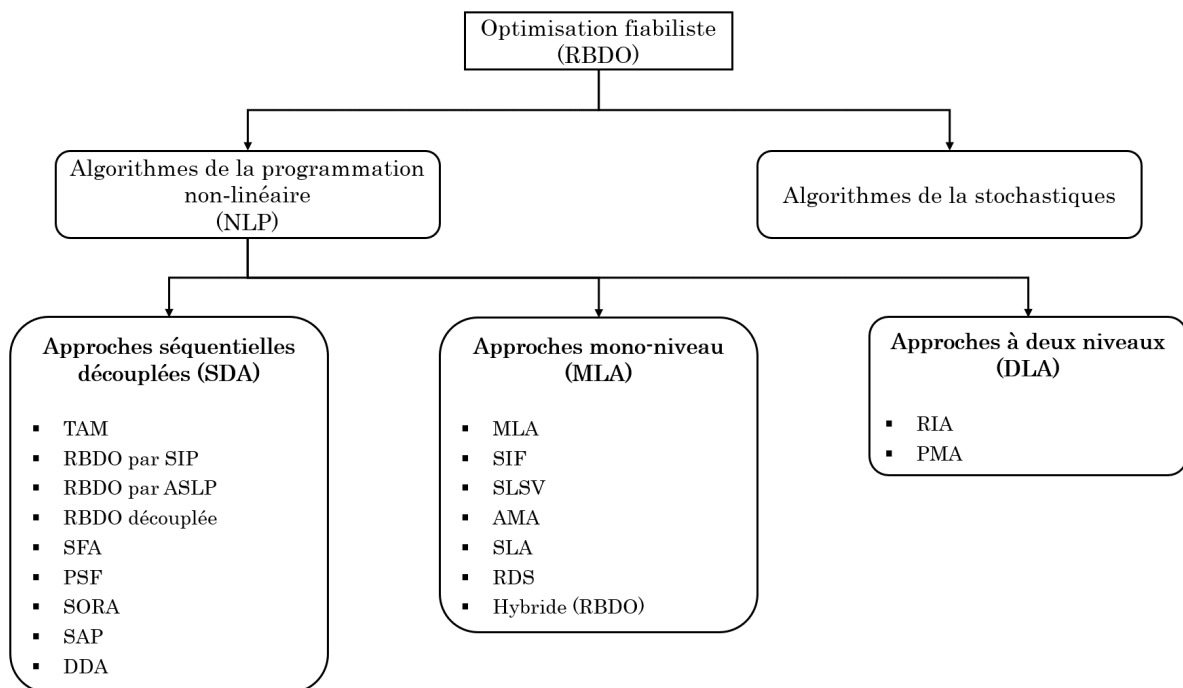 Optimisation fiabiliste
(RBDO)
Algorithmes de la programmation
non-linéaire
(NLP)
Algorithmes de la stochastiques
Approches séquentielles
découplées (SDA)
▪ TAM
▪ RBDO par SIP
▪ RBDO par ASLP
▪ RBDO découplée
▪ SFA
▪ PSF
▪ SORA
▪ SAP
▪ DDA
Approches mono-niveau
(MLA)
▪ MLA
▪ SIF
▪ SLSV
▪ AMA
▪ SLA
▪ RDS
▪ Hybride (RBDO)
Approches à deux niveaux
(DLA)
▪ RIA
▪ PMA